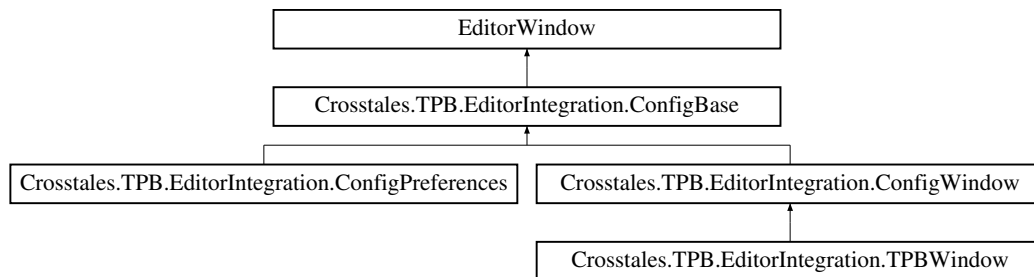 EditorWindow
Crosstales.TPB.EditorIntegration.ConfigBase
Crosstales.TPB.EditorIntegration.ConfigPreferences
Crosstales.TPB.EditorIntegration.ConfigWindow
Crosstales.TPB.EditorIntegration.TPBWindow